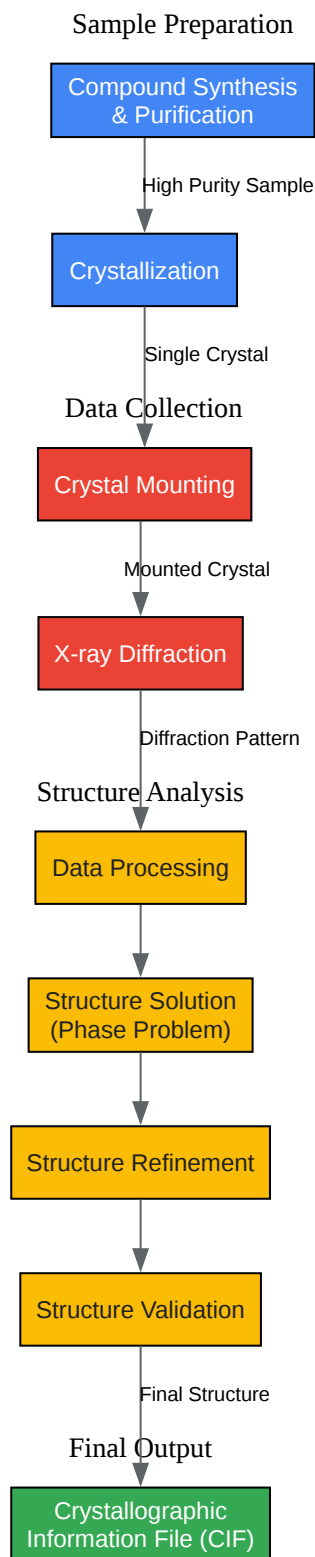 Sample Preparation
Compound Synthesis
& Purification
High Purity Sample
Crystallization
Single Crystal
Data Collection
Crystal Mounting
Mounted Crystal
X-ray Diffraction
Diffraction Pattern
Structure Analysis
Data Processing
Structure Solution
(Phase Problem)
Structure Refinement
Structure Validation
Final Structure
Final Output
Crystallographic
Information File (CIF)